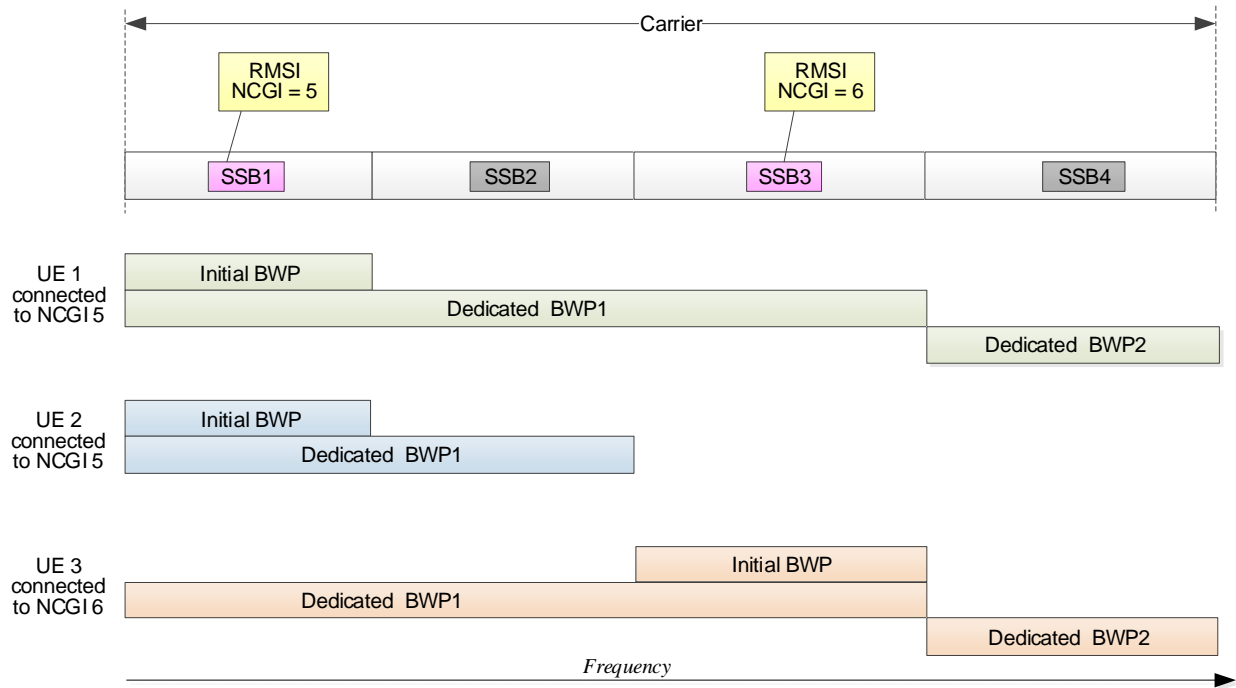 Carrier
RMSI
NCGI = 5
RMSI
NCGI = 6
SSB1
SSB2
SSB3
SSB4
UE 1
connected
to NCGI 5
Initial BWP
Dedicated BWP1
Dedicated BWP2
UE 2
connected
to NCGI 5
Initial BWP
Dedicated BWP1
UE 3
connected
to NCGI 6
Initial BWP
Dedicated BWP1
Dedicated BWP2
Frequency